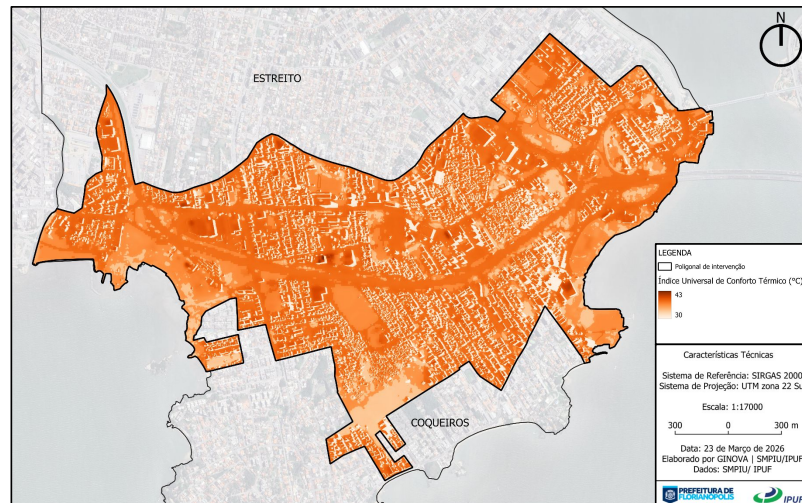 N
ESTREITO
COQUEIROS
LEGENDA
Poligonal de intervenção
Índice Universal de Conforto Térmico (°C)
43
30
Características Técnicas
Sistema de Referência: SIRGAS 2000
Sistema de Projeção: UTM zona 22 Su
Escala: 1:17000
300 0 300 m
Data: 23 de Março de 2026
Elaborado por GINOVA | SMPIU/IPUF
Dados: SMPIU/ IPUF
PREFEITURA DE
FLORIANÓPOLIS
IPUF